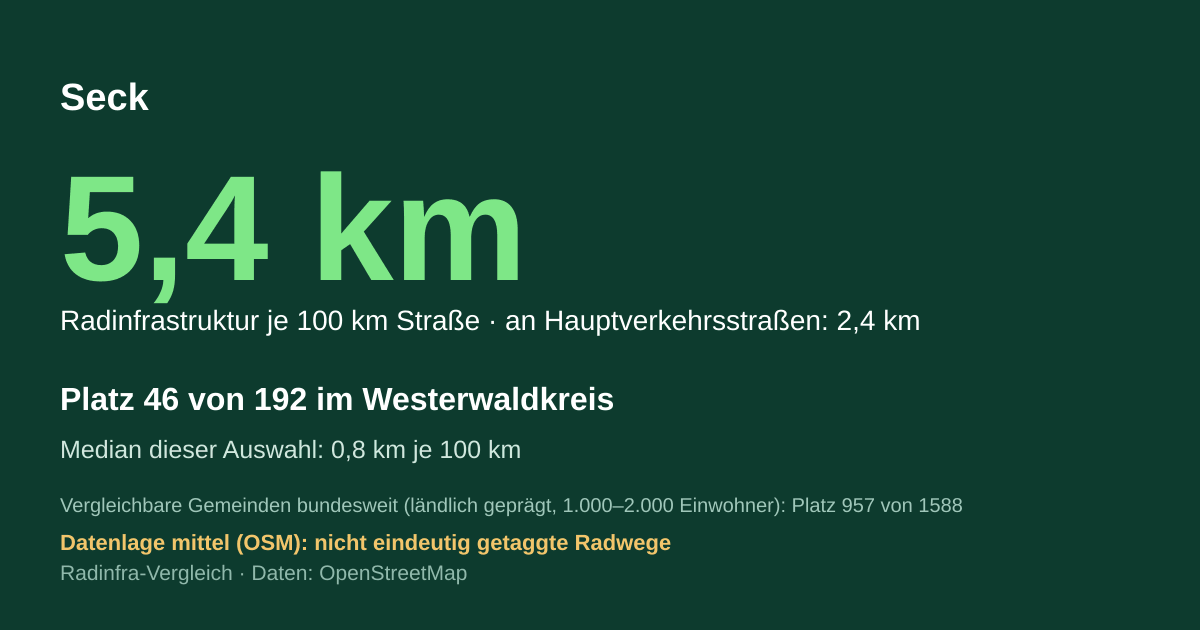 Seck
5,4 km
Radinfrastruktur je 100 km Straße · an Hauptverkehrsstraßen: 2,4 km
Platz 46 von 192 im Westerwaldkreis
Median dieser Auswahl: 0,8 km je 100 km
Vergleichbare Gemeinden bundesweit (ländlich geprägt, 1.000–2.000 Einwohner): Platz 957 von 1588
Datenlage mittel (OSM): nicht eindeutig getaggte Radwege
Radinfra-Vergleich · Daten: OpenStreetMap